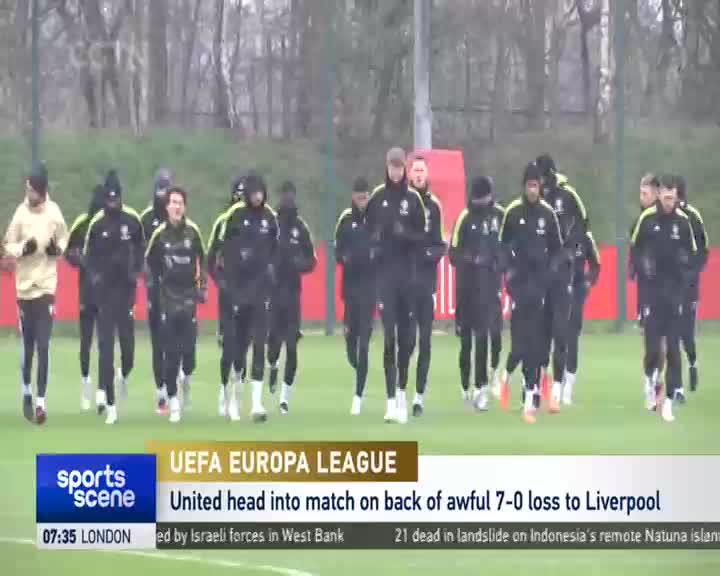 CGTN
UEFA EUROPA LEAGUE
sports
scene
United head into match on back of awful 7-0 loss to Liverpool
07:35 LONDON
ed by Israeli forces in West Bank 21 dead in landslide on Indonesia's remote Natuna islan